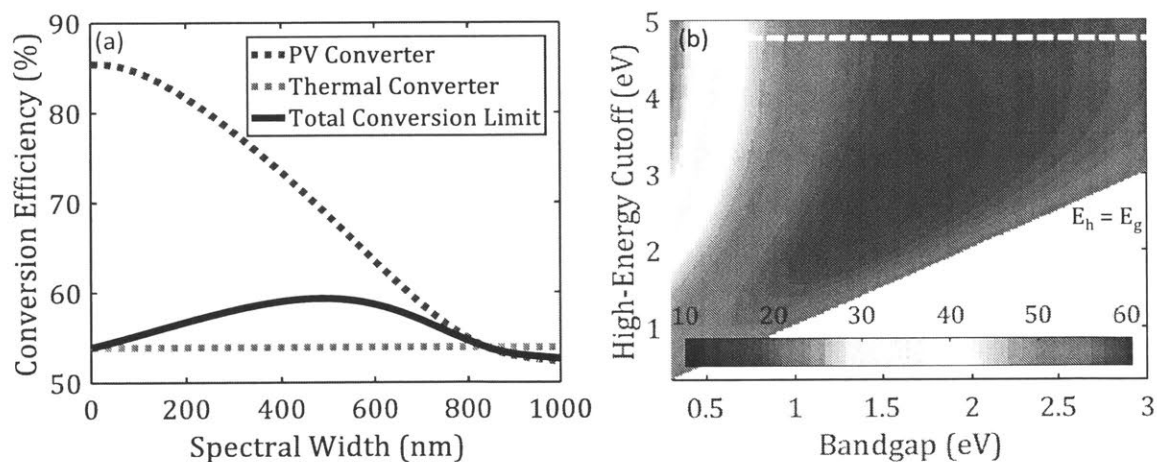 (a)
PV Converter
Thermal Converter
Total Conversion Limit
Conversion Efficiency (%)
90
80
70
60
50
0 200 400 600 800 1000
Spectral Width (nm)
(b)
High-Energy Cutoff (eV)
5
4
3
2
1
E_h = E_g
10 20 30 40 50 60
0.5 1 1.5 2 2.5 3
Bandgap (eV)